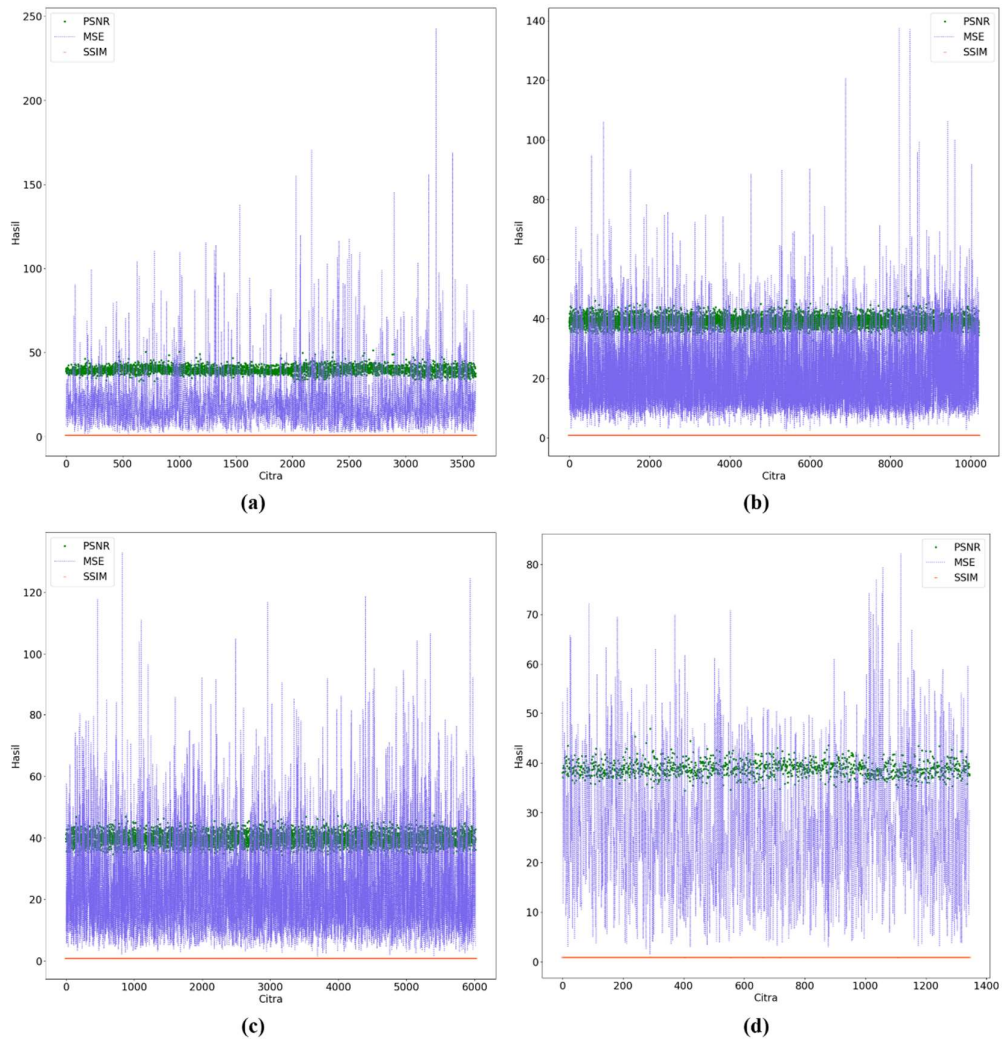 PSNR
MSE
SSIM
250
200
150
100
50
0
Hasil
0 500 1000 1500 2000 2500 3000 3500
Citra
(a)
PSNR
MSE
SSIM
140
120
100
80
60
40
20
0
Hasil
0 2000 4000 6000 8000 10000
Citra
(b)
PSNR
MSE
SSIM
120
100
80
60
40
20
0
Hasil
0 1000 2000 3000 4000 5000 6000
Citra
(c)
PSNR
MSE
SSIM
80
70
60
50
40
30
20
10
0
Hasil
0 200 400 600 800 1000 1200 1400
Citra
(d)